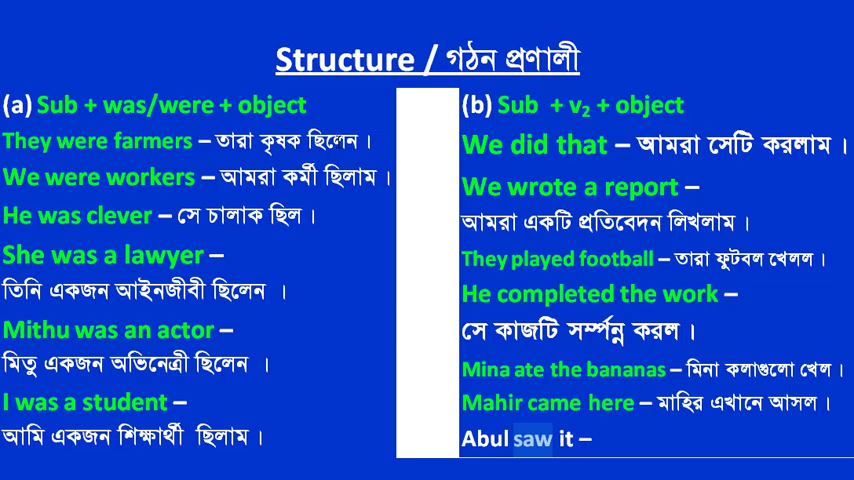 Structure / গঠন প্রণালী
(a) Sub + was/were + object
They were farmers – তারা কৃষক ছিলেন ।
We were workers – আমরা কর্মী ছিলাম ।
He was clever – সে চালাক ছিল ।
She was a lawyer –
তিনি একজন আইনজীবী ছিলেন ।
Mithu was an actor –
মিতু একজন অভিনেত্রী ছিলেন ।
I was a student –
আমি একজন শিক্ষার্থী ছিলাম ।
(b) Sub + v₂ + object
We did that – আমরা সেটি করলাম ।
We wrote a report –
আমরা একটি প্রতিবেদন লিখলাম ।
They played football – তারা ফুটবল খেলল ।
He completed the work –
সে কাজটি সর্ম্পন্ন করল ।
Mina ate the bananas – মিনা কলাগুলো খেল ।
Mahir came here – মাহির এখানে আসল ।
Abul saw it –